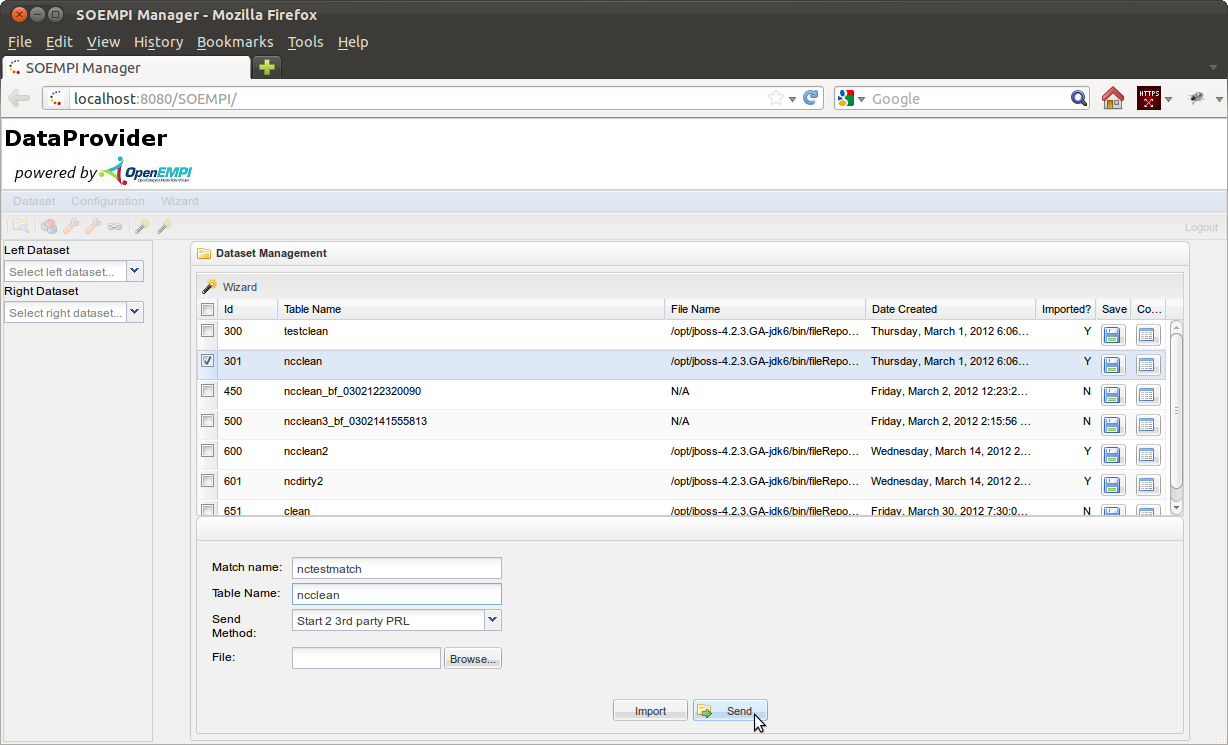 SOEMPI Manager - Mozilla Firefox
File Edit View History Bookmarks Tools Help
SOEMPI Manager
localhost:8080/SOEMPI/
Google
HTTPS
DataProvider
powered by OpenEMPI
Dataset Configuration Wizard
Logout
Left Dataset
Select left dataset...
Right Dataset
Select right dataset...
Dataset Management
Wizard
Id Table Name File Name Date Created Imported? Save Co...
300 testclean /opt/jboss-4.2.3.GA-jdk6/bin/fileRepo... Thursday, March 1, 2012 6:06... Y
301 ncclean /opt/jboss-4.2.3.GA-jdk6/bin/fileRepo... Thursday, March 1, 2012 6:06... Y
450 ncclean_bf_0302122320090 N/A Friday, March 2, 2012 12:23:2... N
500 ncclean3_bf_0302141555813 N/A Friday, March 2, 2012 2:15:56 ... N
600 ncclean2 /opt/jboss-4.2.3.GA-jdk6/bin/fileRepo... Wednesday, March 14, 2012 2... Y
601 ncdirty2 /opt/jboss-4.2.3.GA-jdk6/bin/fileRepo... Wednesday, March 14, 2012 2... Y
651 clean /opt/jboss-4.2.3.GA-jdk6/bin/fileRepo... Friday, March 30, 2012 7:30:0... N
Match name: nctestmatch
Table Name: ncclean
Send Method: Start 2 3rd party PRL
File: Browse...
Import Send